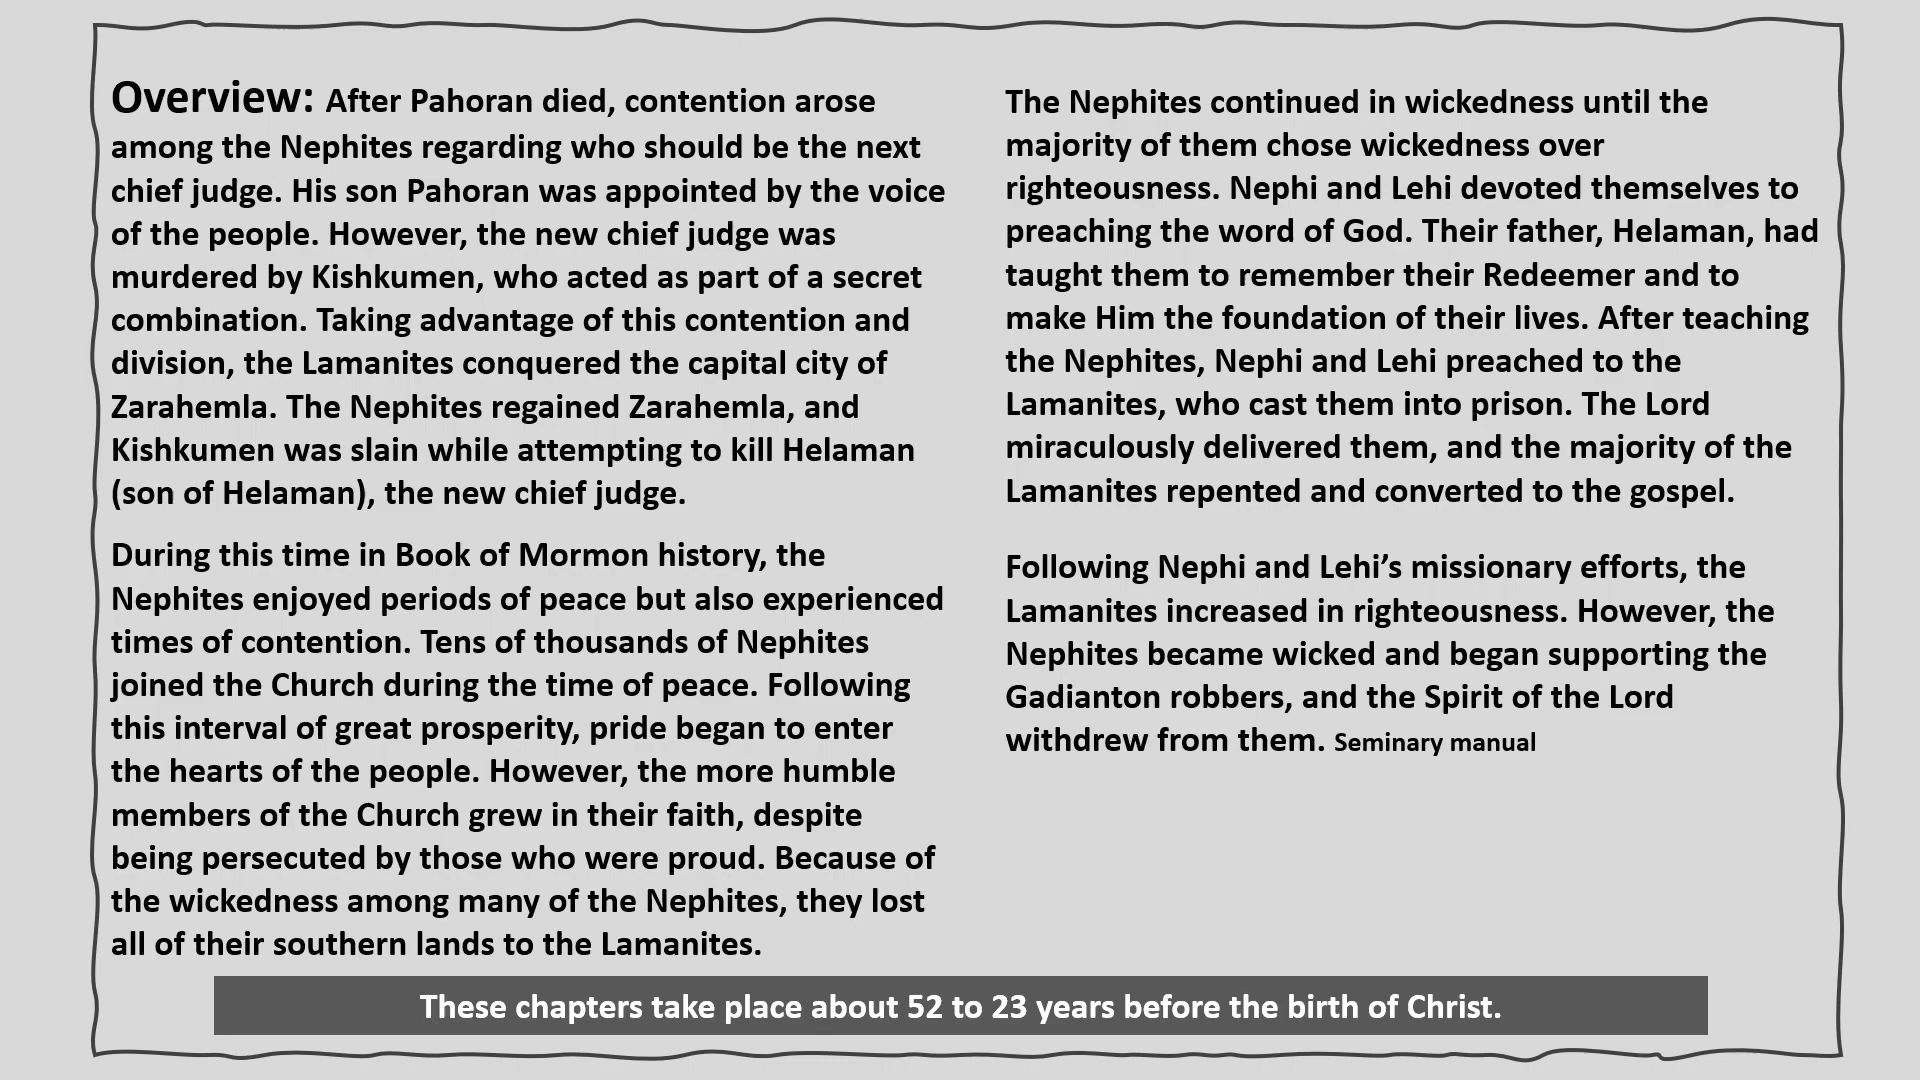 Overview: After Pahoran died, contention arose
among the Nephites regarding who should be the next
chief judge. His son Pahoran was appointed by the voice
of the people. However, the new chief judge was
murdered by Kishkumen, who acted as part of a secret
combination. Taking advantage of this contention and
division, the Lamanites conquered the capital city of
Zarahemla. The Nephites regained Zarahemla, and
Kishkumen was slain while attempting to kill Helaman
(son of Helaman), the new chief judge.
During this time in Book of Mormon history, the
Nephites enjoyed periods of peace but also experienced
times of contention. Tens of thousands of Nephites
joined the Church during the time of peace. Following
this interval of great prosperity, pride began to enter
the hearts of the people. However, the more humble
members of the Church grew in their faith, despite
being persecuted by those who were proud. Because of
the wickedness among many of the Nephites, they lost
all of their southern lands to the Lamanites.
The Nephites continued in wickedness until the
majority of them chose wickedness over
righteousness. Nephi and Lehi devoted themselves to
preaching the word of God. Their father, Helaman, had
taught them to remember their Redeemer and to
make Him the foundation of their lives. After teaching
the Nephites, Nephi and Lehi preached to the
Lamanites, who cast them into prison. The Lord
miraculously delivered them, and the majority of the
Lamanites repented and converted to the gospel.
Following Nephi and Lehi’s missionary efforts, the
Lamanites increased in righteousness. However, the
Nephites became wicked and began supporting the
Gadianton robbers, and the Spirit of the Lord
withdrew from them. Seminary manual
These chapters take place about 52 to 23 years before the birth of Christ.